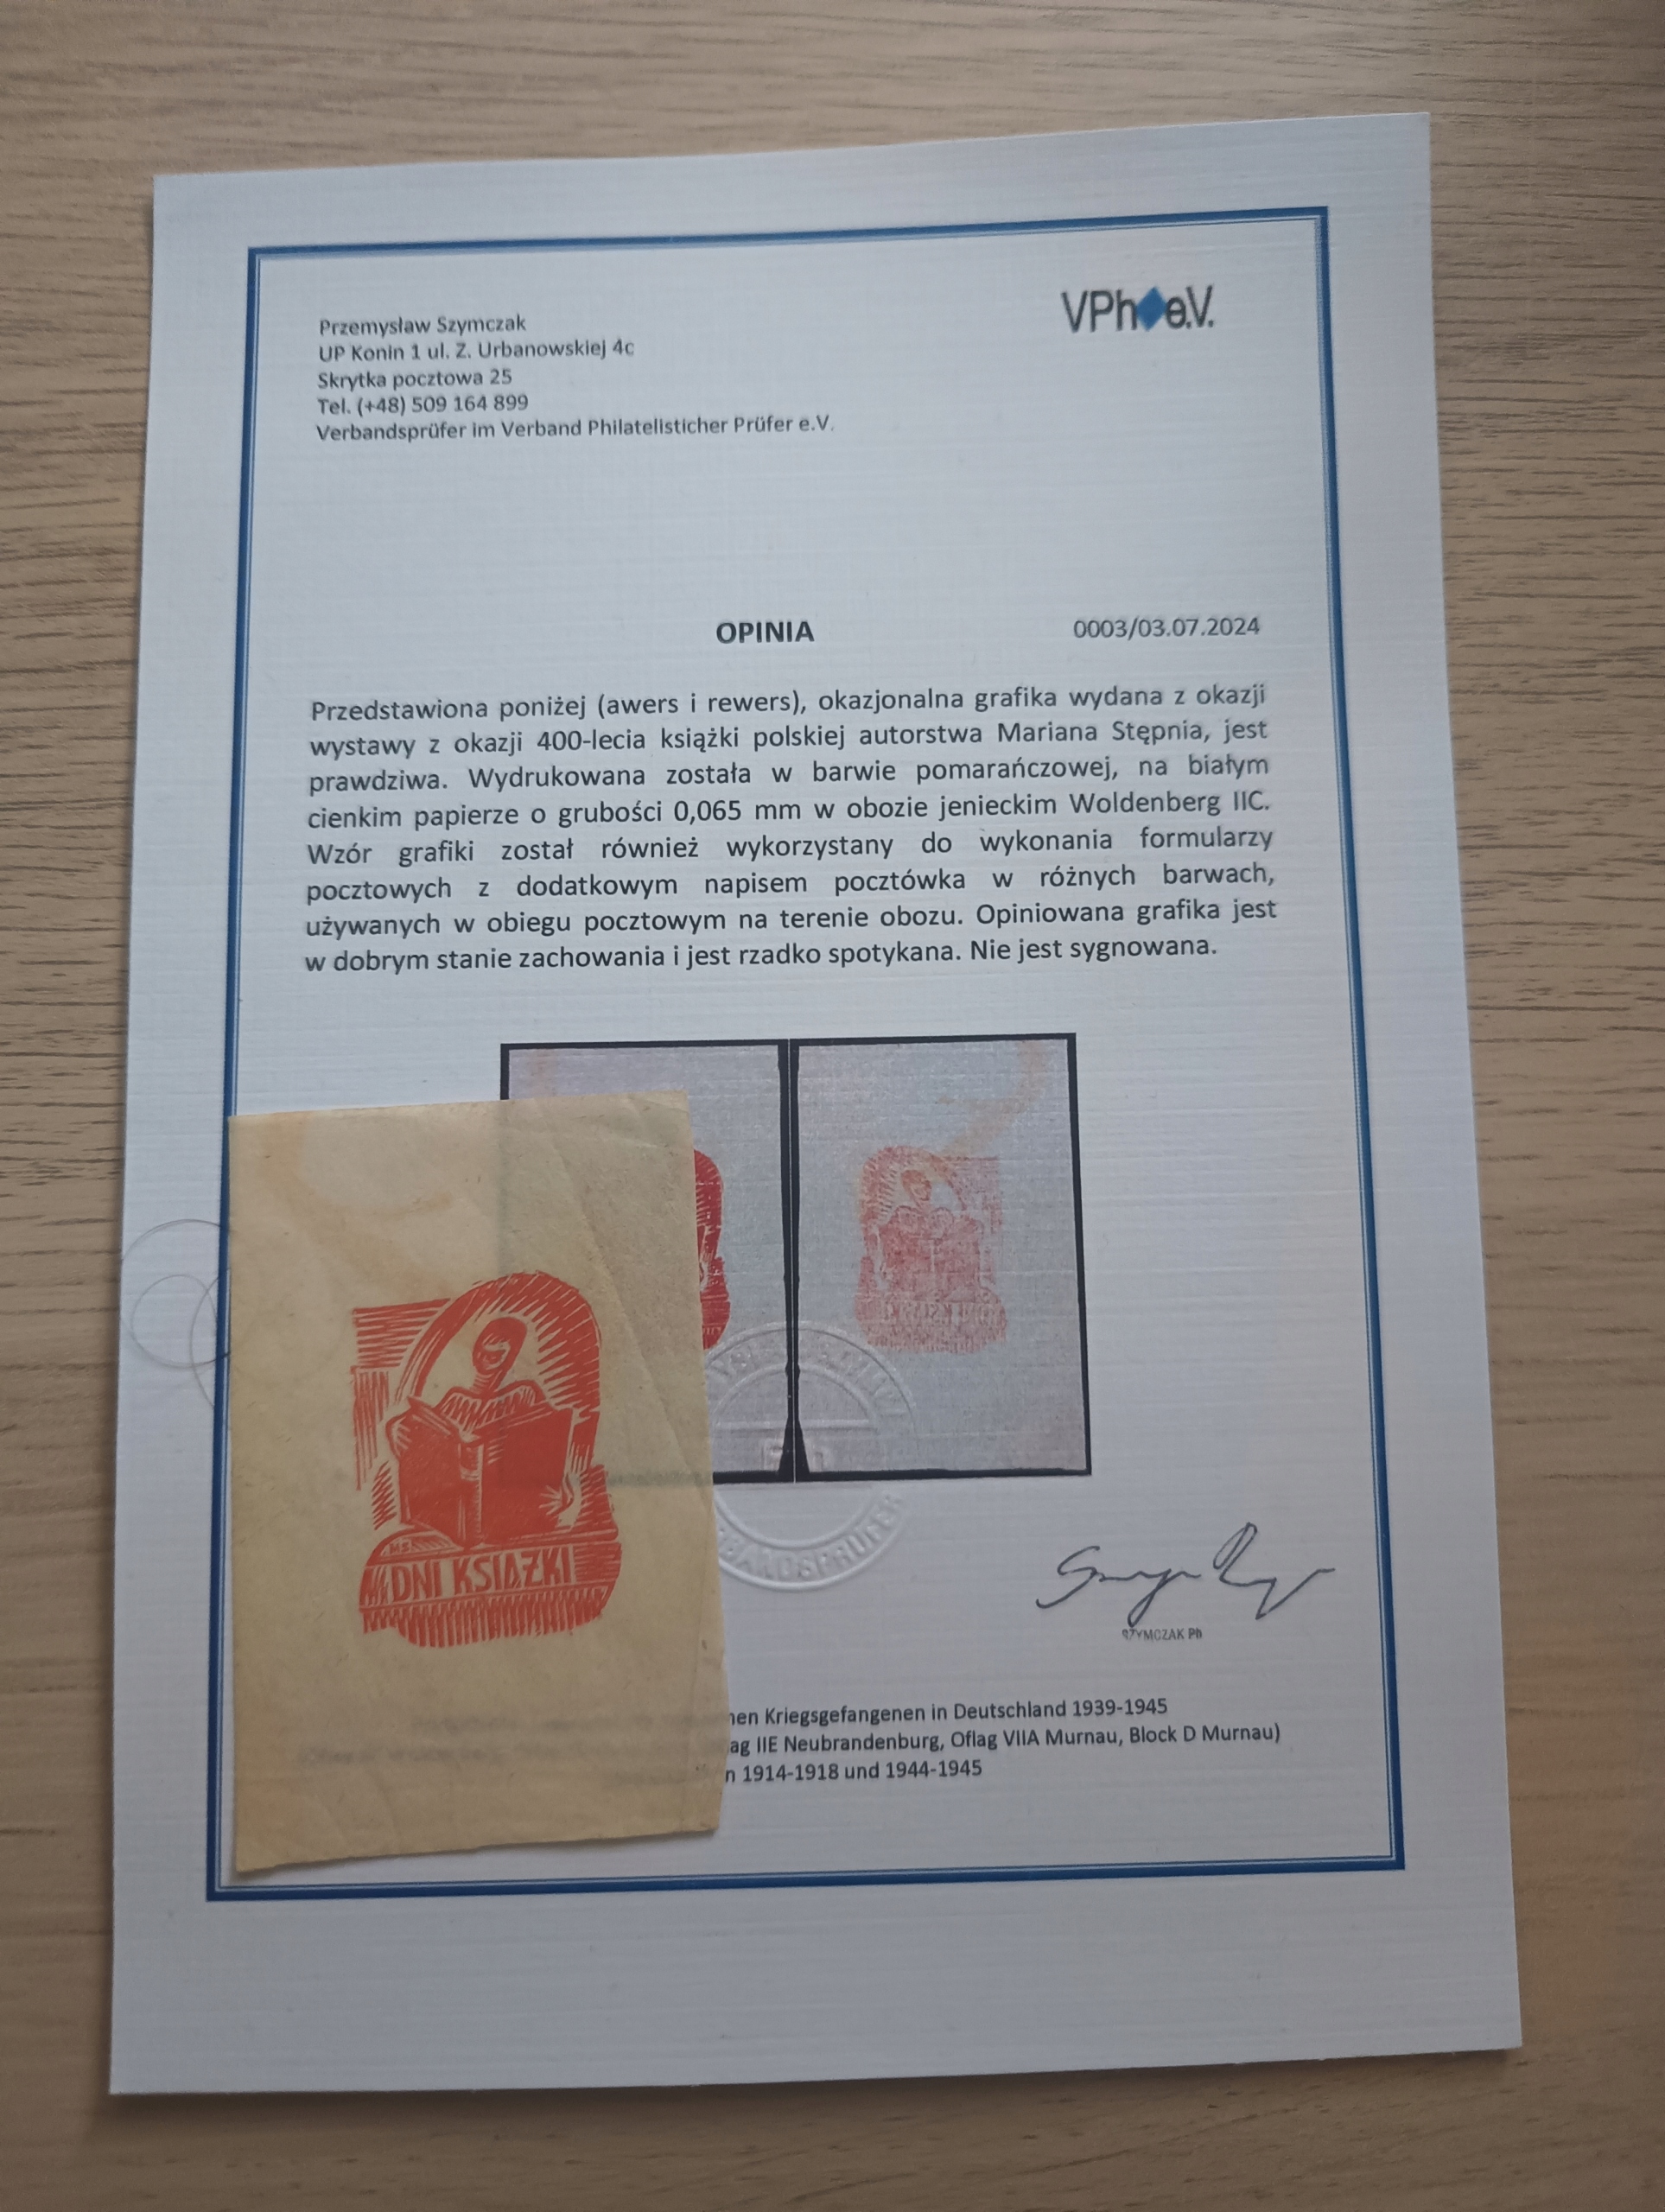 Przemysław Szymczak
UP Konin 1 ul. Z. Urbanowskiej 4c
Skrytka pocztowa 25
Tel. (+48) 509 164 899
Verbandsprüfer im Verband Philatelisticher Prüfer e.V.
VPh e.V.
OPINIA 0003/03.07.2024
Przedstawiona poniżej (awers i rewers), okazjonalna grafika wydana z okazji
wystawy z okazji 400-lecia książki polskiej autorstwa Mariana Stępnia, jest
prawdziwa. Wydrukowana została w barwie pomarańczowej, na białym
cienkim papierze o grubości 0,065 mm w obozie jenieckim Woldenberg IIC.
Wzór grafiki został również wykorzystany do wykonania formularzy
pocztowych z dodatkowym napisem pocztówka w różnych barwach,
używanych w obiegu pocztowym na terenie obozu. Opiniowana grafika jest
w dobrym stanie zachowania i jest rzadko spotykana. Nie jest sygnowana.
MS
DNI KSIĄŻKI
SZYMCZAK Ph
Kriegsgefangenen in Deutschland 1939-1945
IIE Neubrandenburg, Oflag VIIA Murnau, Block D Murnau)
1914-1918 und 1944-1945